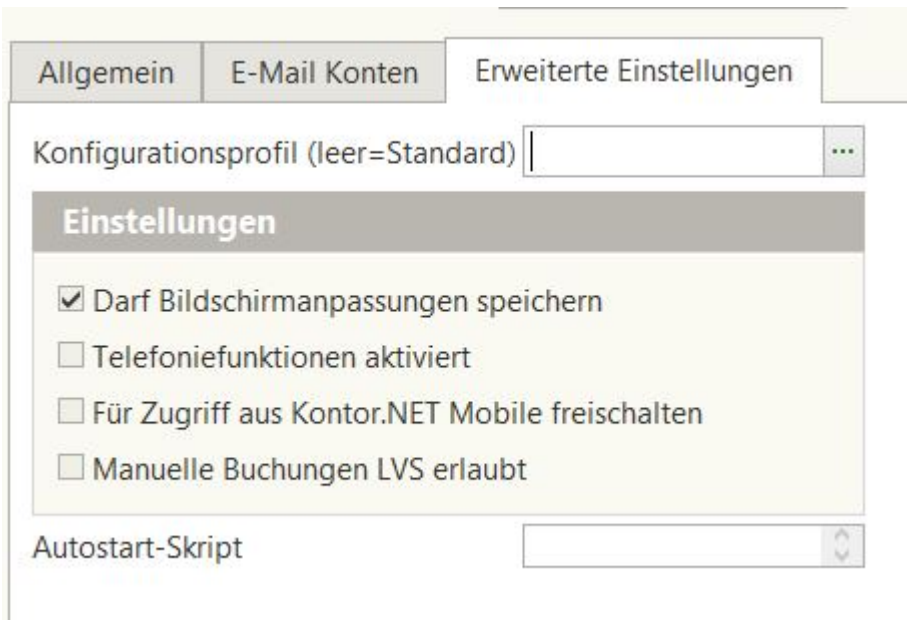 Allgemein E-Mail Konten Erweiterte Einstellungen
Konfigurationsprofil (leer=Standard)
Einstellungen
Darf Bildschirmanpassungen speichern
Telefoniefunktionen aktiviert
Für Zugriff aus Kontor.NET Mobile freischalten
Manuelle Buchungen LVS erlaubt
Autostart-Skript